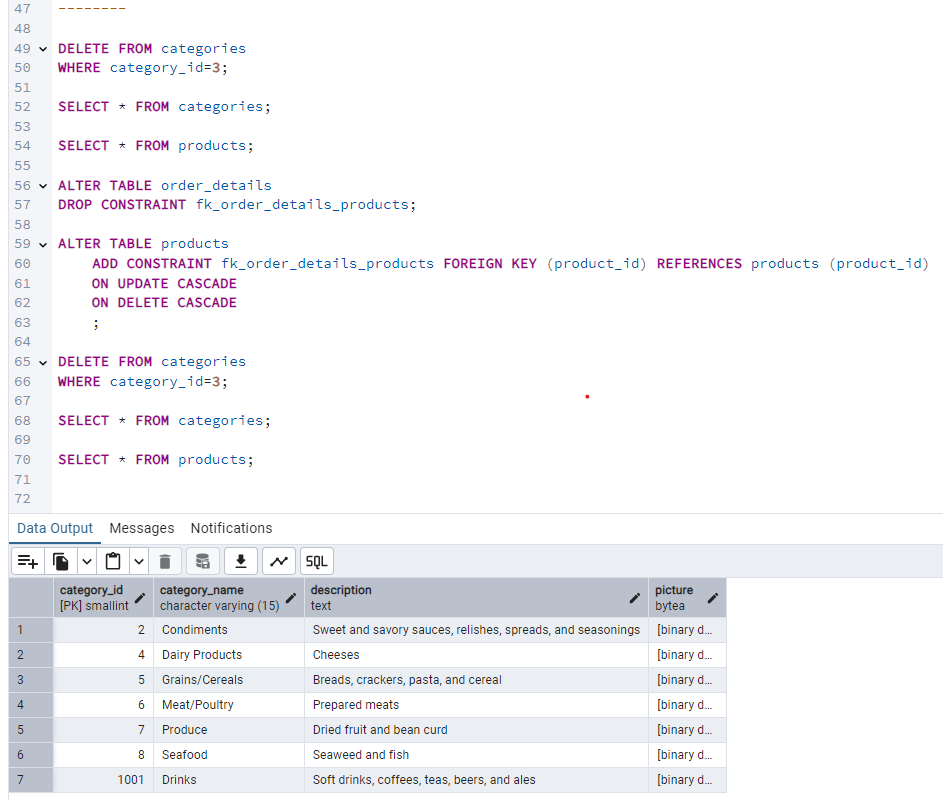 47 --------
48
49 DELETE FROM categories
50 WHERE category_id=3;
51
52 SELECT * FROM categories;
53
54 SELECT * FROM products;
55
56 ALTER TABLE order_details
57 DROP CONSTRAINT fk_order_details_products;
58
59 ALTER TABLE products
60 ADD CONSTRAINT fk_order_details_products FOREIGN KEY (product_id) REFERENCES products (product_id)
61 ON UPDATE CASCADE
62 ON DELETE CASCADE
63 ;
64
65 DELETE FROM categories
66 WHERE category_id=3;
67
68 SELECT * FROM categories;
69
70 SELECT * FROM products;
71
72
Data Output Messages Notifications
SQL
category_id category_name description picture
[PK] smallint character varying (15) text bytea
1 2 Condiments Sweet and savory sauces, relishes, spreads, and seasonings [binary d...
2 4 Dairy Products Cheeses [binary d...
3 5 Grains/Cereals Breads, crackers, pasta, and cereal [binary d...
4 6 Meat/Poultry Prepared meats [binary d...
5 7 Produce Dried fruit and bean curd [binary d...
6 8 Seafood Seaweed and fish [binary d...
7 1001 Drinks Soft drinks, coffees, teas, beers, and ales [binary d...